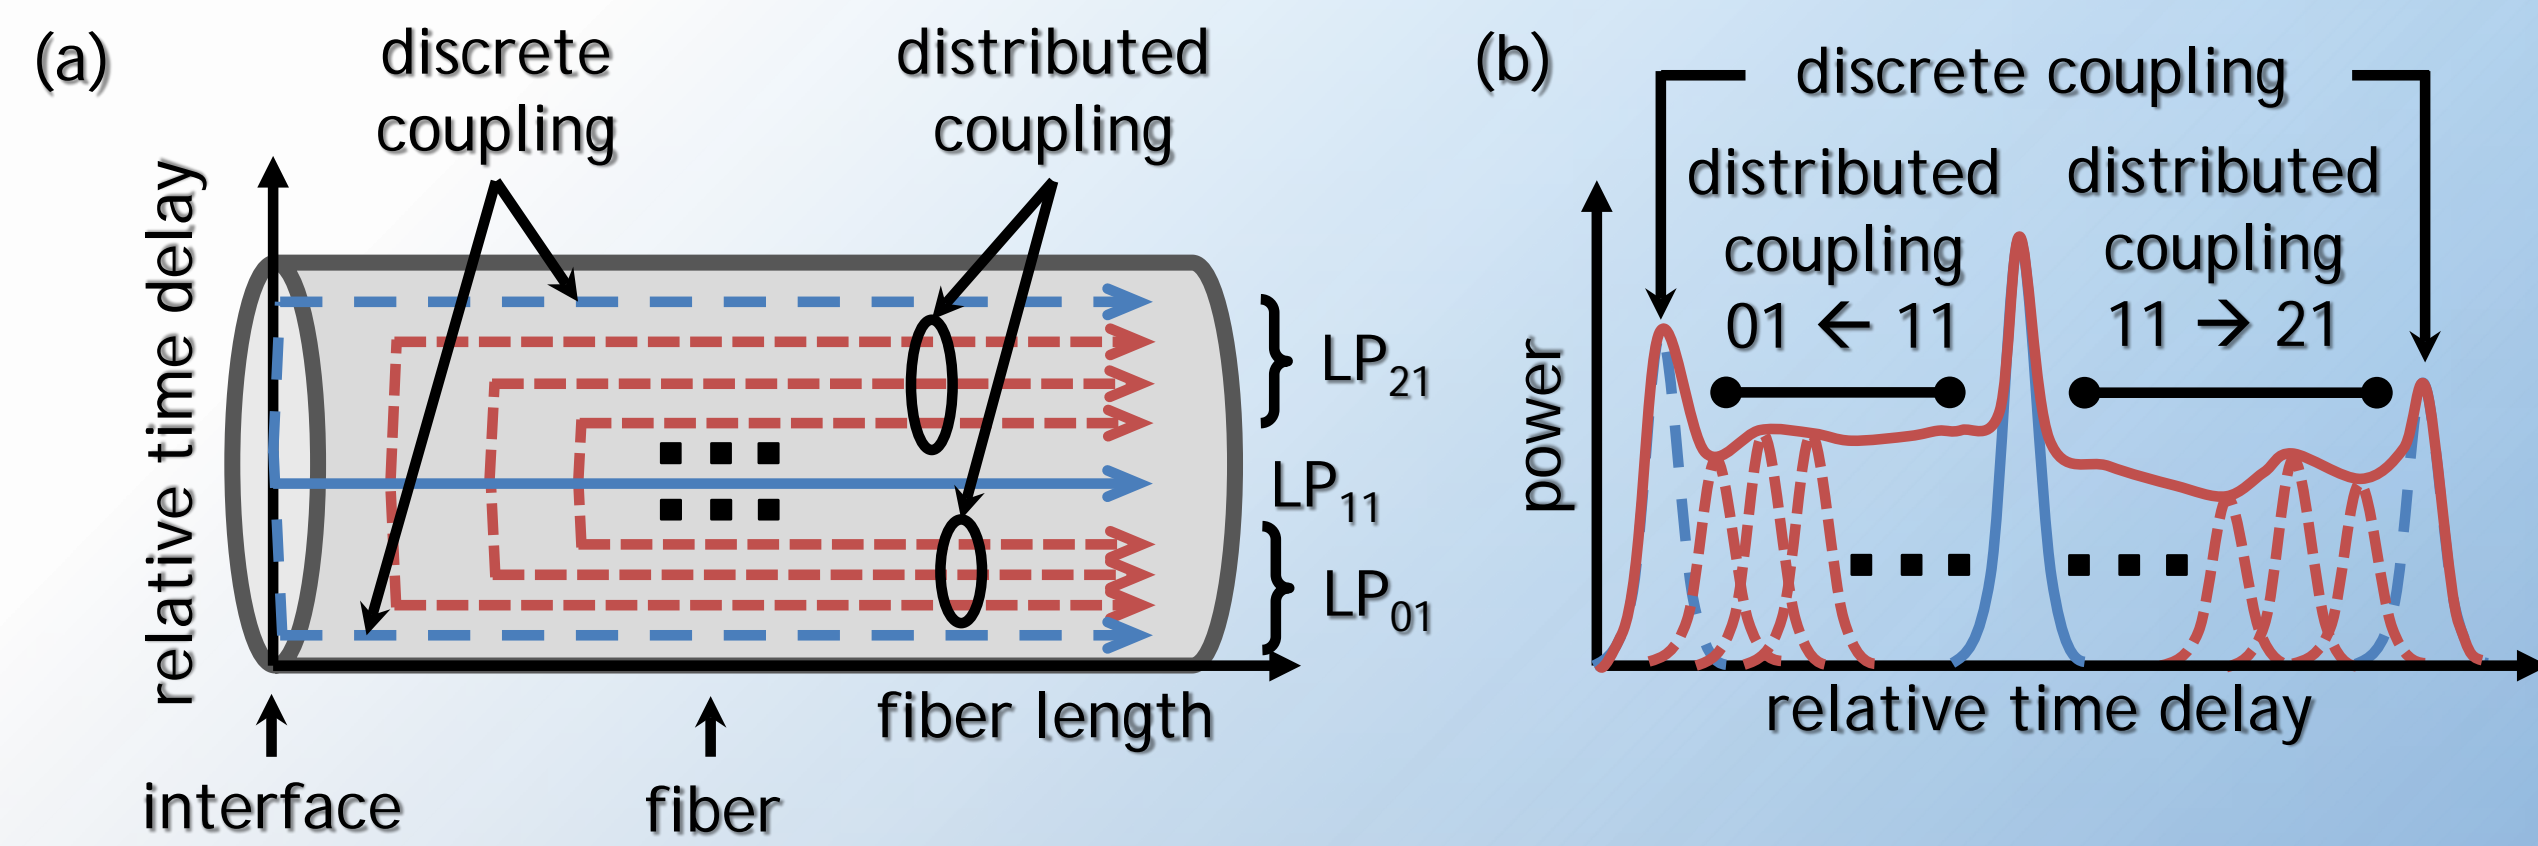 (a)
discrete
coupling
distributed
coupling
relative time delay
LP21
LP11
LP01
fiber length
interface
fiber
(b)
discrete coupling
distributed
coupling
01 ← 11
distributed
coupling
11 → 21
power
relative time delay